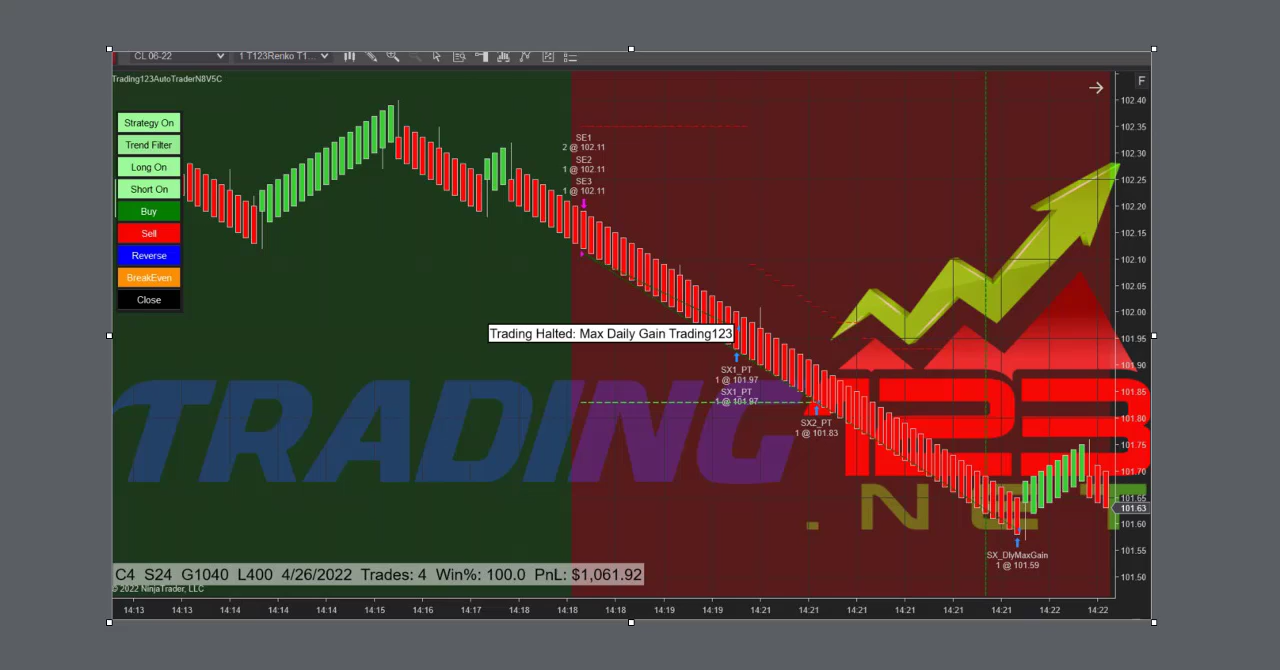 CL 06-22
1 T123Renko T1...
Trading123AutoTraderN8V5C
F
Strategy On
Trend Filter
Long On
Short On
Buy
Sell
Reverse
BreakEven
Close
SE1
2 @ 102.11
SE2
1 @ 102.11
SE3
1 @ 102.11
Trading Halted: Max Daily Gain Trading123
SX1_PT
1 @ 101.97
SX1_PT
1 @ 101.97
SX2_PT
1 @ 101.83
SX_DlyMaxGain
1 @ 101.59
TRADING 123
.NET
102.40
102.35
102.30
102.25
102.20
102.15
102.10
102.05
102.00
101.95
101.90
101.85
101.80
101.75
101.70
101.65
101.63
101.60
101.55
101.50
C4 S24 G1040 L400 4/26/2022 Trades: 4 Win%: 100.0 PnL: $1,061.92
© 2022 NinjaTrader, LLC
14:13 14:13 14:14 14:14 14:14 14:15 14:16 14:17 14:18 14:18 14:19 14:19 14:21 14:21 14:21 14:21 14:21 14:21 14:22 14:22